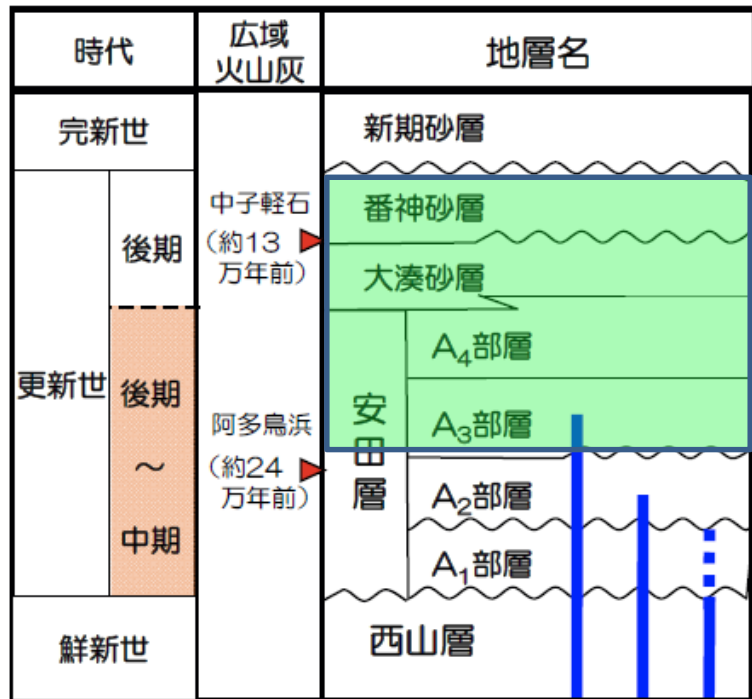 時代
広域
火山灰
地層名
完新世
新期砂層
更新世
後期
中子軽石
(約13
万年前)
番神砂層
大湊砂層
後期
～
中期
阿多鳥浜
(約24
万年前)
安田層
A₄部層
A₃部層
A₂部層
A₁部層
鮮新世
西山層